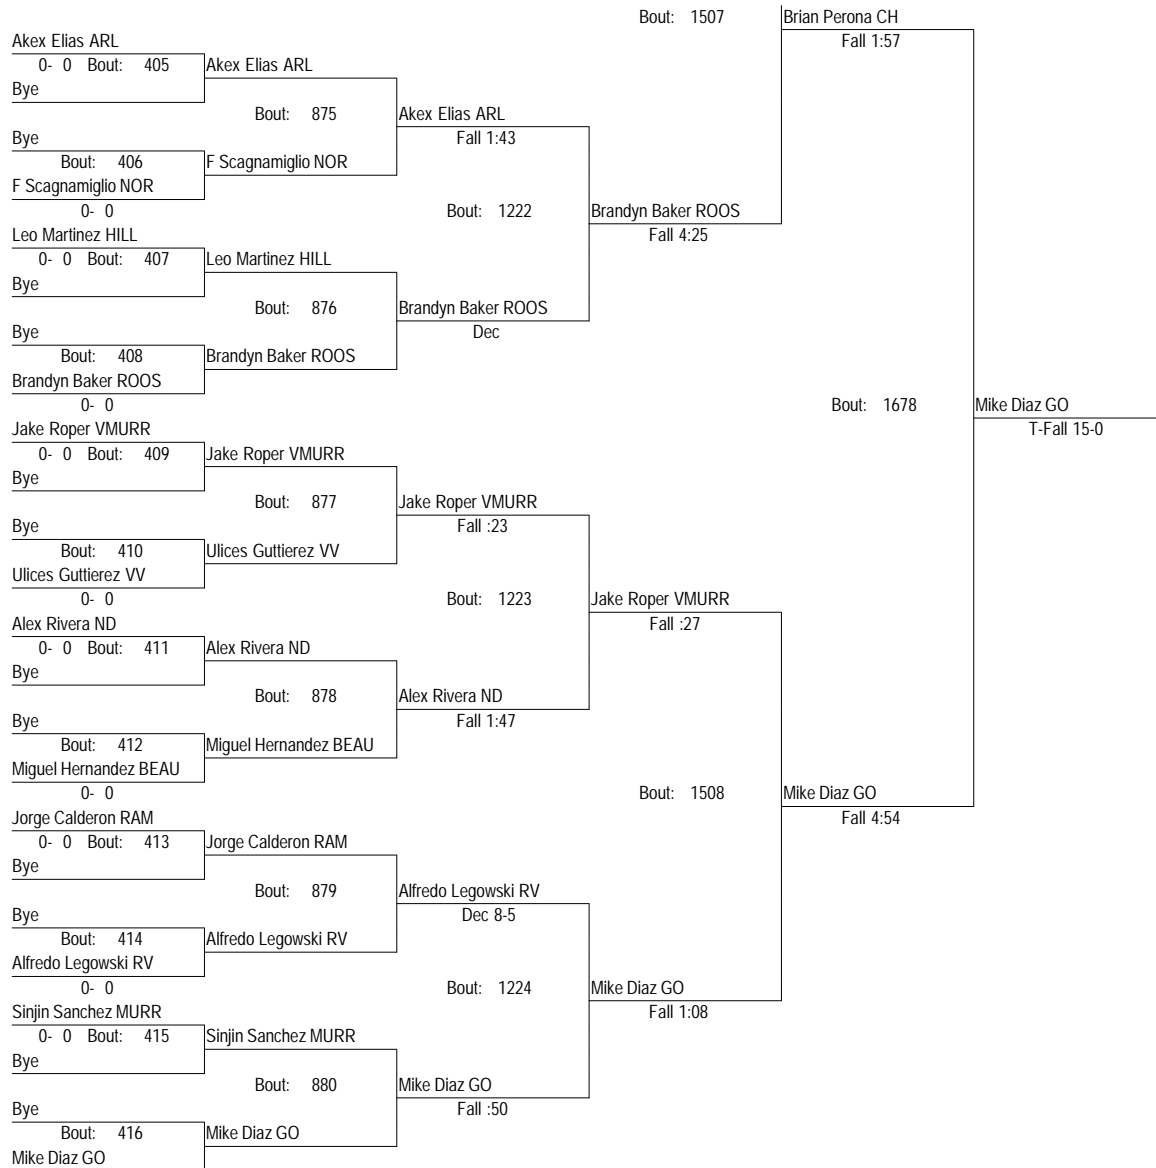 Bout: 1507 Brian Perona CH
Fall 1:57
Akex Elias ARL
0- 0 Bout: 405 Akex Elias ARL
Bye
Bout: 875 Akex Elias ARL
Fall 1:43
Bye
Bout: 406 F Scagnamiglio NOR
F Scagnamiglio NOR
0- 0
Bout: 1222 Brandyn Baker ROOS
Fall 4:25
Leo Martinez HILL
0- 0 Bout: 407 Leo Martinez HILL
Bye
Bout: 876 Brandyn Baker ROOS
Dec
Bye
Bout: 408 Brandyn Baker ROOS
Brandyn Baker ROOS
0- 0
Bout: 1678 Mike Diaz GO
T-Fall 15-0
Jake Roper VMURR
0- 0 Bout: 409 Jake Roper VMURR
Bye
Bout: 877 Jake Roper VMURR
Fall :23
Bye
Bout: 410 Ulices Guttierez VV
Ulices Guttierez VV
0- 0
Bout: 1223 Jake Roper VMURR
Fall :27
Alex Rivera ND
0- 0 Bout: 411 Alex Rivera ND
Bye
Bout: 878 Alex Rivera ND
Fall 1:47
Bye
Bout: 412 Miguel Hernandez BEAU
Miguel Hernandez BEAU
0- 0
Bout: 1508 Mike Diaz GO
Fall 4:54
Jorge Calderon RAM
0- 0 Bout: 413 Jorge Calderon RAM
Bye
Bout: 879 Alfredo Legowski RV
Dec 8-5
Bye
Bout: 414 Alfredo Legowski RV
Alfredo Legowski RV
0- 0
Bout: 1224 Mike Diaz GO
Fall 1:08
Sinjin Sanchez MURR
0- 0 Bout: 415 Sinjin Sanchez MURR
Bye
Bout: 880 Mike Diaz GO
Fall :50
Bye
Bout: 416 Mike Diaz GO
Mike Diaz GO